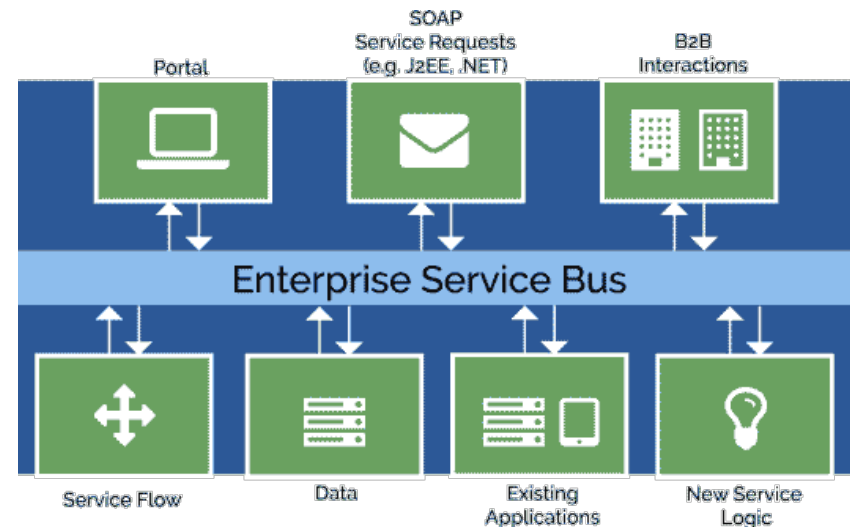 Portal
SOAP
Service Requests
(e.g. J2EE, .NET)
B2B
Interactions
Enterprise Service Bus
Service Flow
Data
Existing
Applications
New Service
Logic